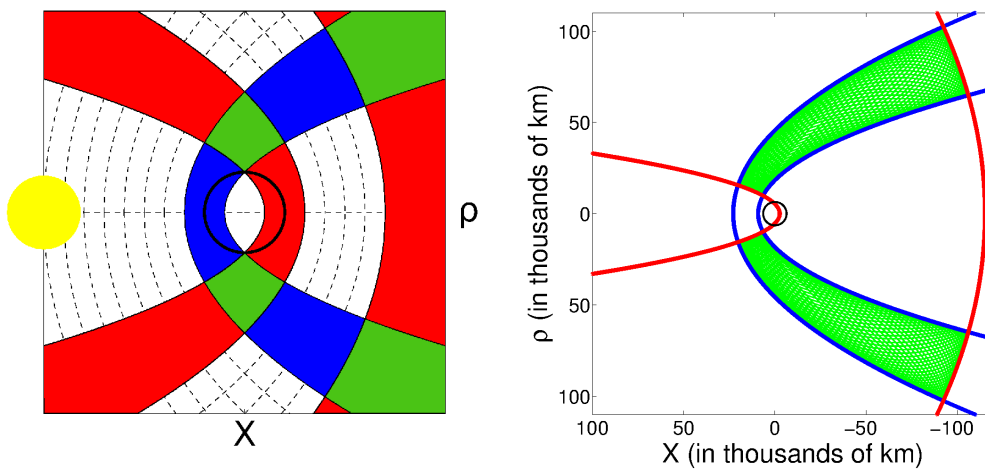 ρ
X
ρ (in thousands of km)
100
50
0
50
100
100
50
0
−50
−100
X (in thousands of km)